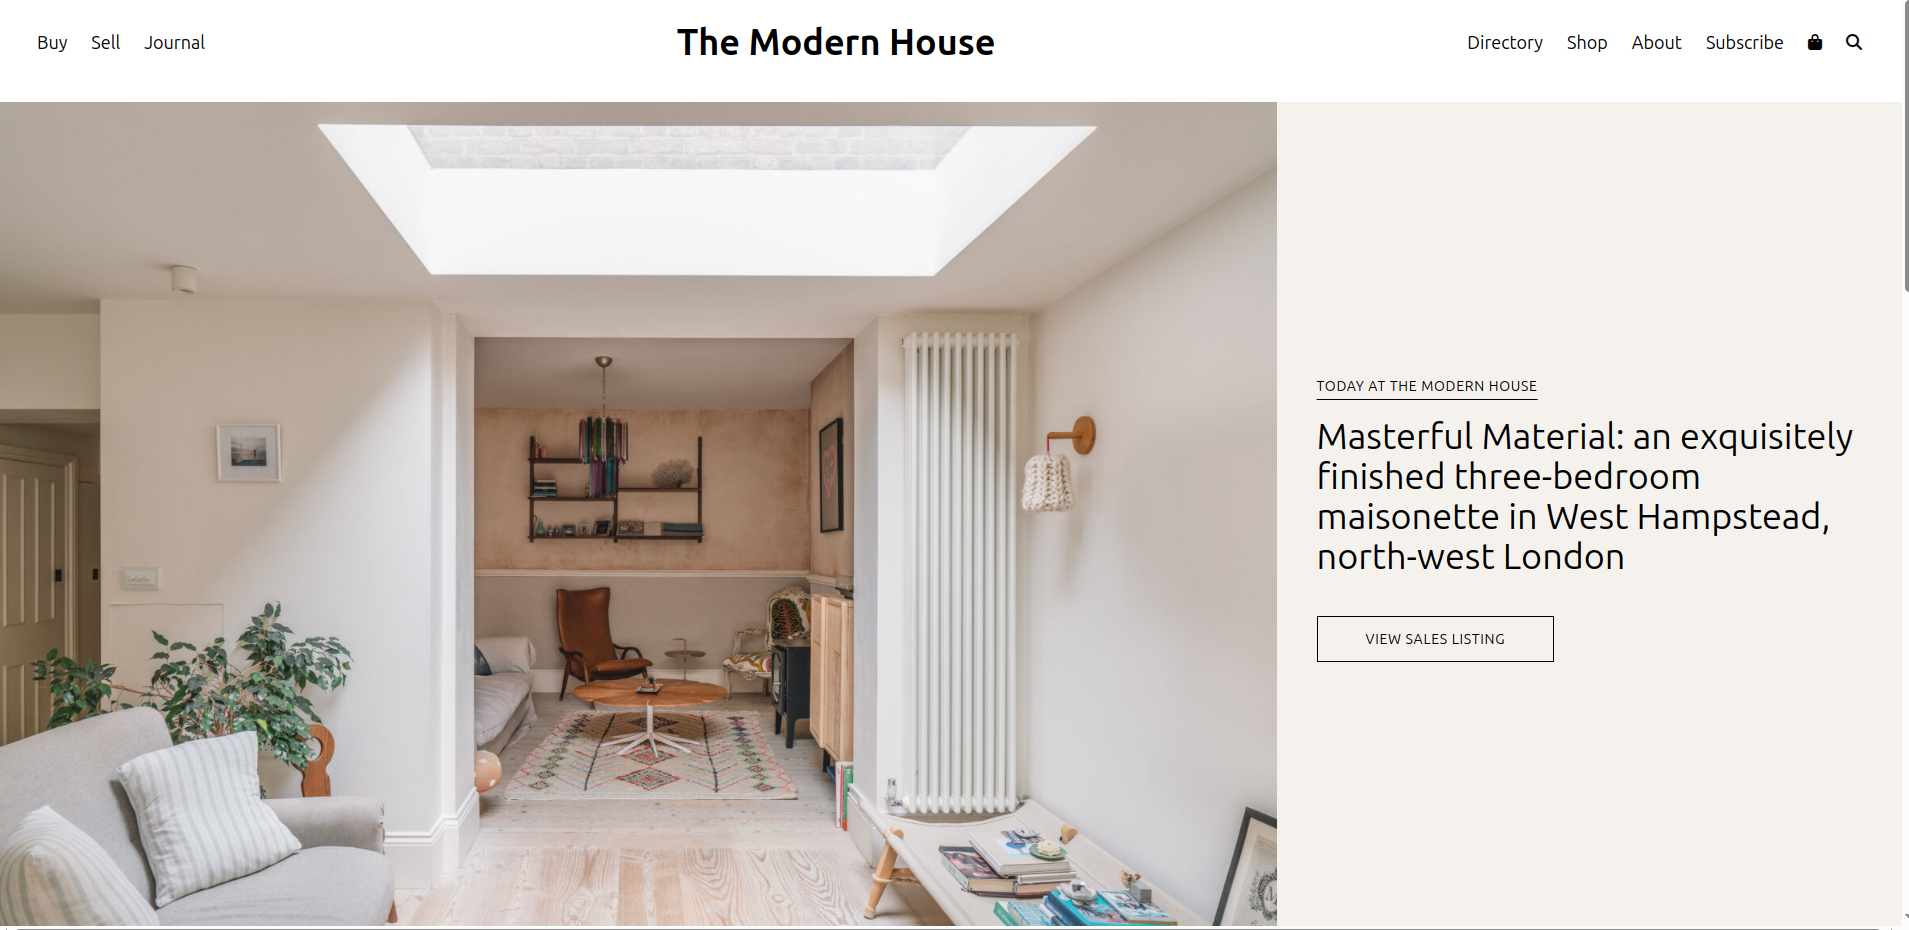 Buy Sell Journal
The Modern House
Directory Shop About Subscribe
TODAY AT THE MODERN HOUSE
Masterful Material: an exquisitely
finished three-bedroom
maisonette in West Hampstead,
north-west London
VIEW SALES LISTING